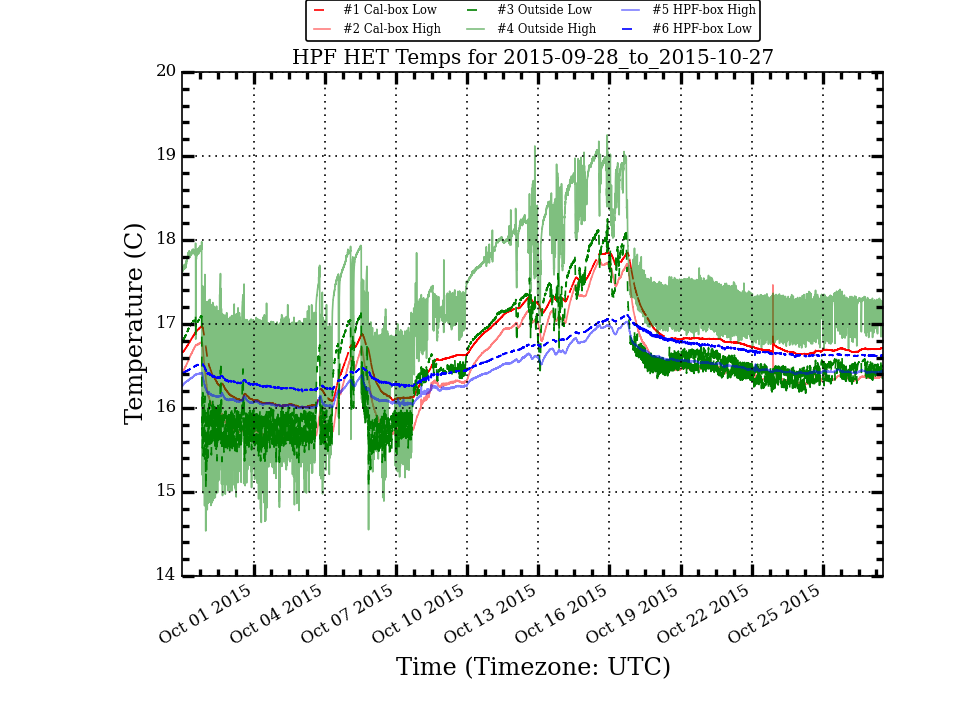 #1 Cal-box Low #3 Outside Low #5 HPF-box High
#2 Cal-box High #4 Outside High #6 HPF-box Low
HPF HET Temps for 2015-09-28_to_2015-10-27
20
19
18
17
16
15
14
Temperature (C)
Oct 01 2015 Oct 04 2015 Oct 07 2015 Oct 10 2015 Oct 13 2015 Oct 16 2015 Oct 19 2015 Oct 22 2015 Oct 25 2015
Time (Timezone: UTC)